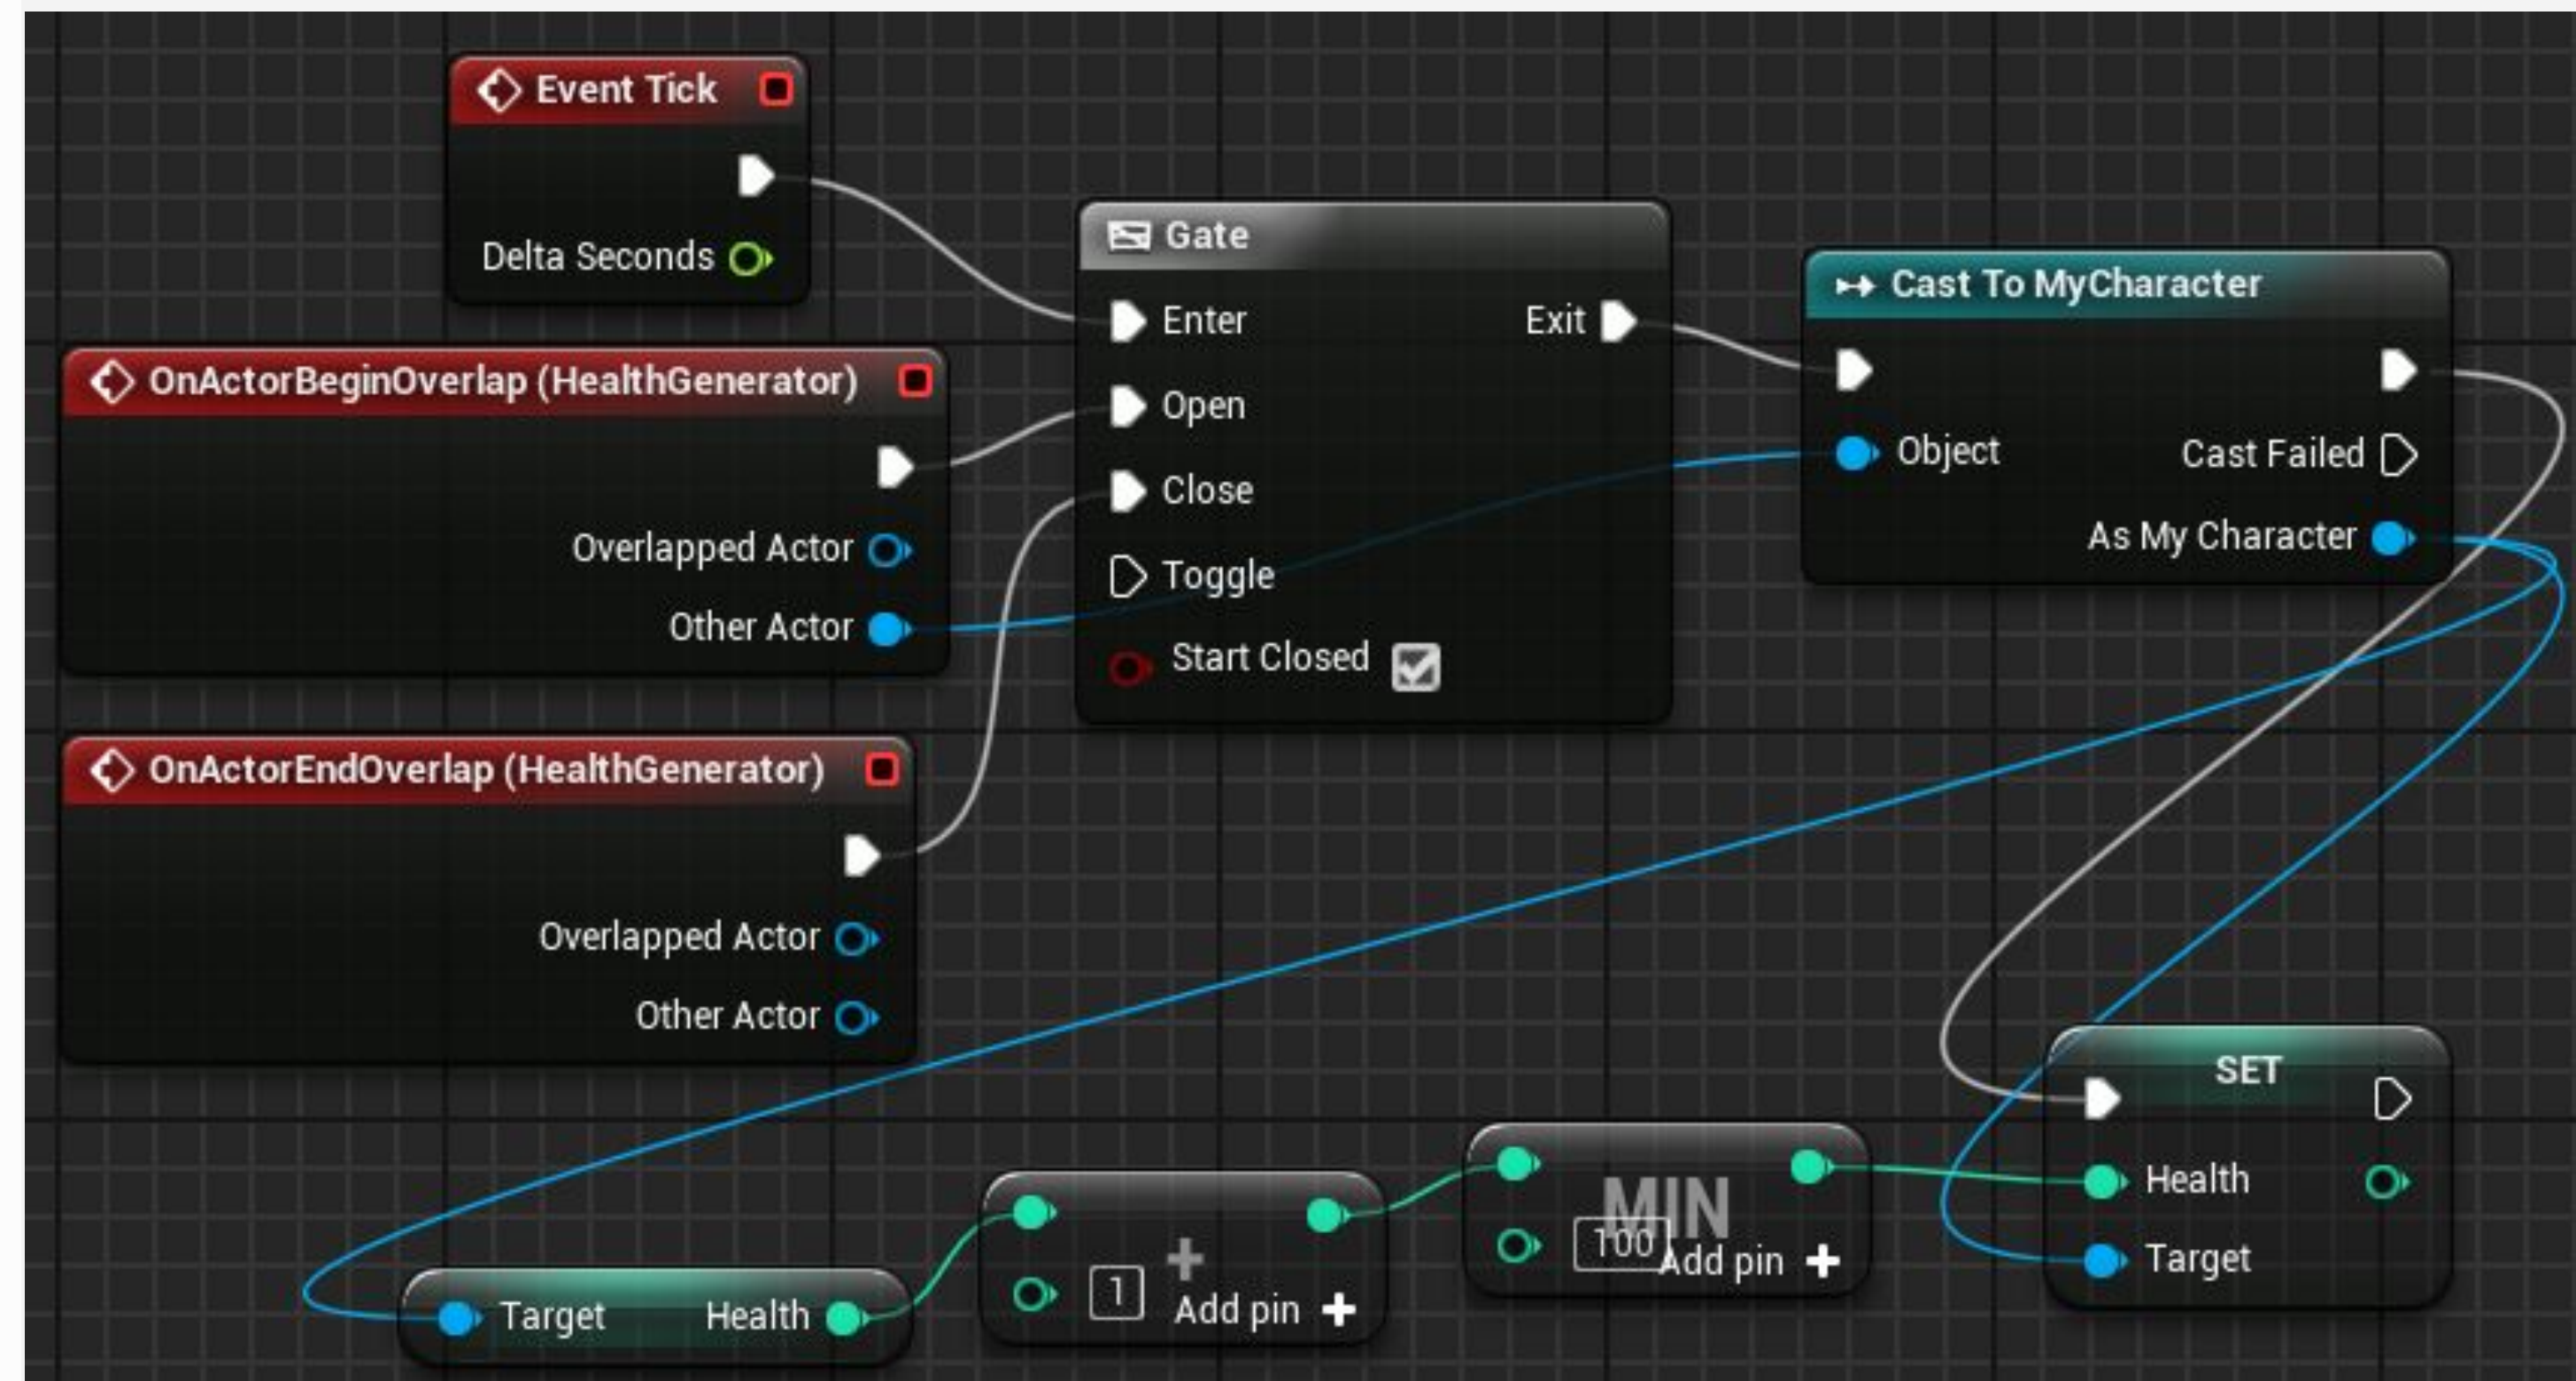 Event Tick
Delta Seconds
OnActorBeginOverlap (HealthGenerator)
Overlapped Actor
Other Actor
OnActorEndOverlap (HealthGenerator)
Overlapped Actor
Other Actor
Gate
Enter
Exit
Open
Close
Toggle
Start Closed
Cast To MyCharacter
Object
Cast Failed
As My Character
Target Health
+
1
Add pin +
MIN
100
Add pin +
SET
Health
Target